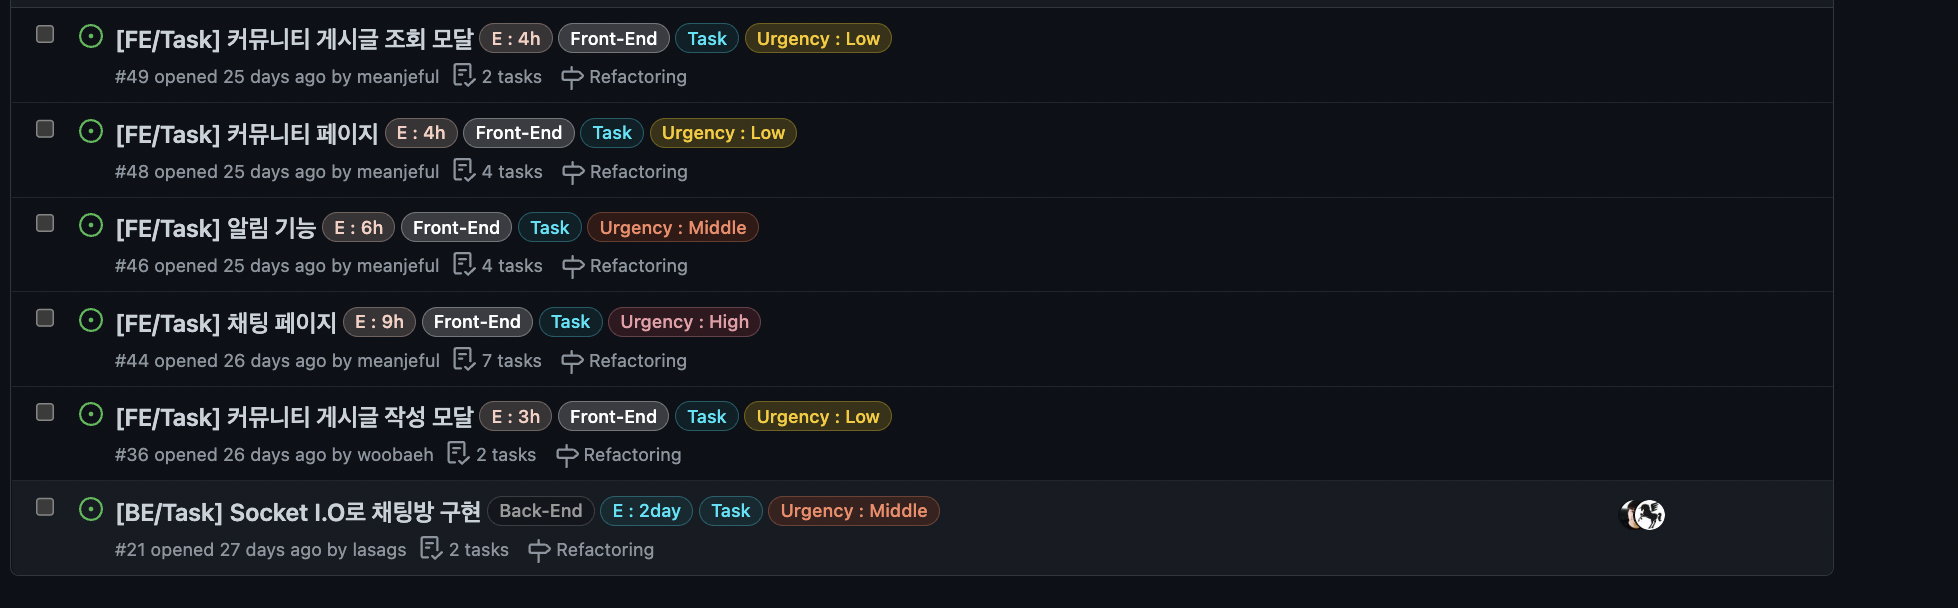 [FE/Task] 커뮤니티 게시글 조회 모달 E : 4h Front-End Task Urgency : Low
#49 opened 25 days ago by meanjeful 2 tasks Refactoring
[FE/Task] 커뮤니티 페이지 E : 4h Front-End Task Urgency : Low
#48 opened 25 days ago by meanjeful 4 tasks Refactoring
[FE/Task] 알림 기능 E : 6h Front-End Task Urgency : Middle
#46 opened 25 days ago by meanjeful 4 tasks Refactoring
[FE/Task] 채팅 페이지 E : 9h Front-End Task Urgency : High
#44 opened 26 days ago by meanjeful 7 tasks Refactoring
[FE/Task] 커뮤니티 게시글 작성 모달 E : 3h Front-End Task Urgency : Low
#36 opened 26 days ago by woobaeh 2 tasks Refactoring
[BE/Task] Socket I.O로 채팅방 구현 Back-End E : 2day Task Urgency : Middle
#21 opened 27 days ago by lasags 2 tasks Refactoring